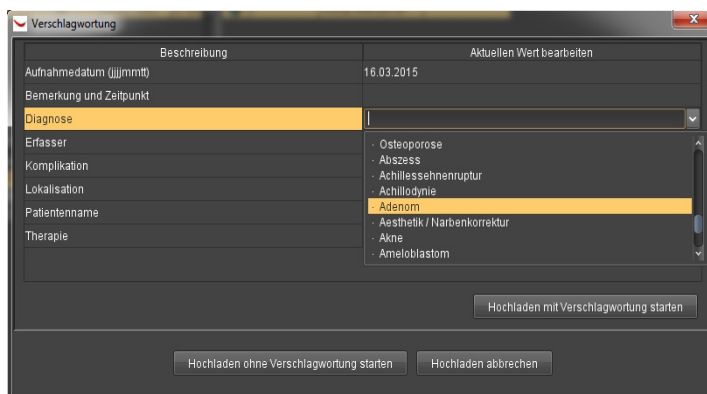 Verschlagwortung
Beschreibung Aktuellen Wert bearbeiten
Aufnahmedatum (jjjjmmtt) 16.03.2015
Bemerkung und Zeitpunkt
Diagnose
Erfasser
· Osteoporose
· Abszess
Komplikation
· Achillessehnenruptur
Lokalisation
· Achillodynie
Patientenname
· Adenom
· Aesthetik / Narbenkorrektur
Therapie
· Akne
· Ameloblastom
Hochladen mit Verschlagwortung starten
Hochladen ohne Verschlagwortung starten Hochladen abbrechen